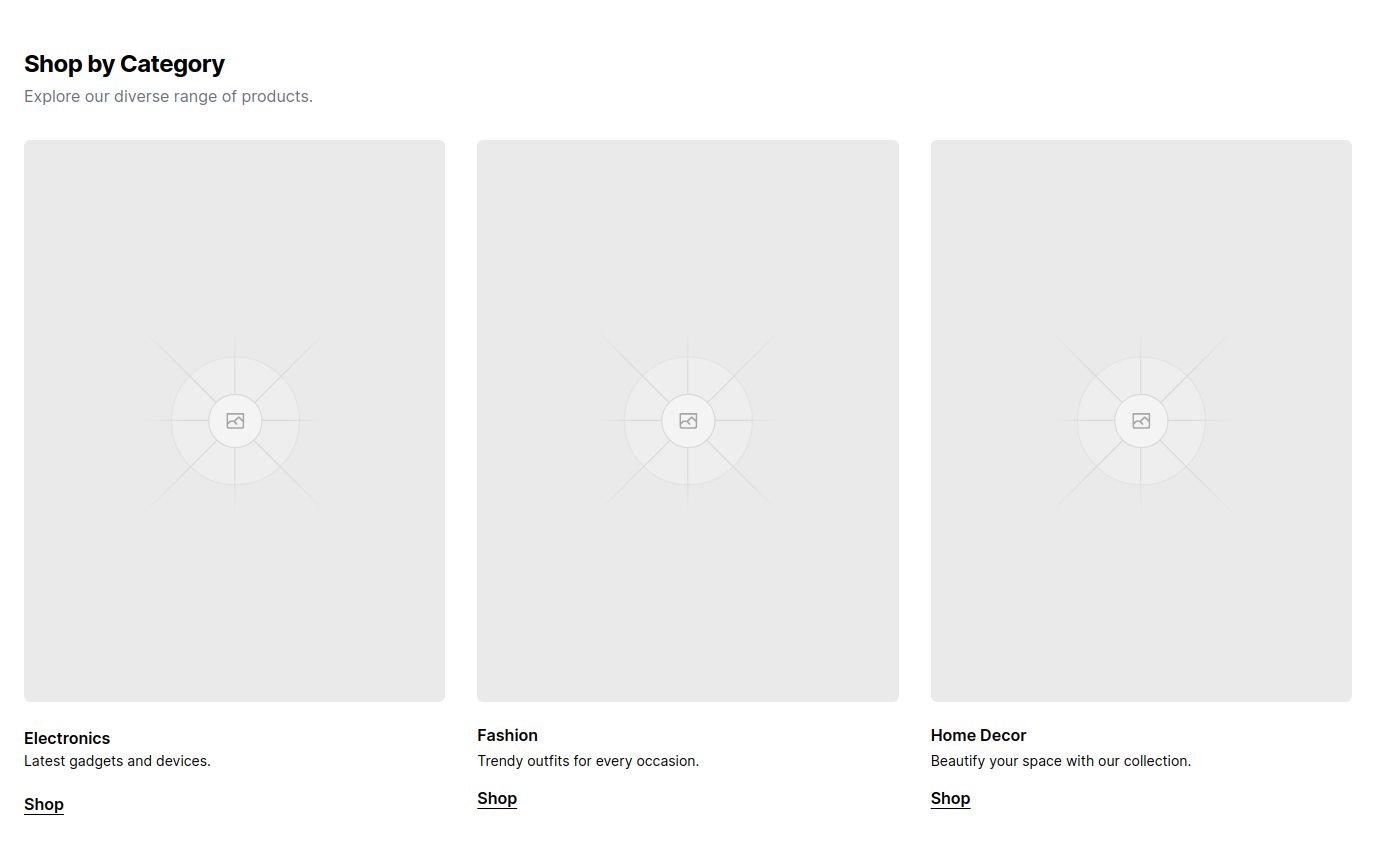 Shop by Category
Explore our diverse range of products.
Electronics
Latest gadgets and devices.
Shop
Fashion
Trendy outfits for every occasion.
Shop
Home Decor
Beautify your space with our collection.
Shop